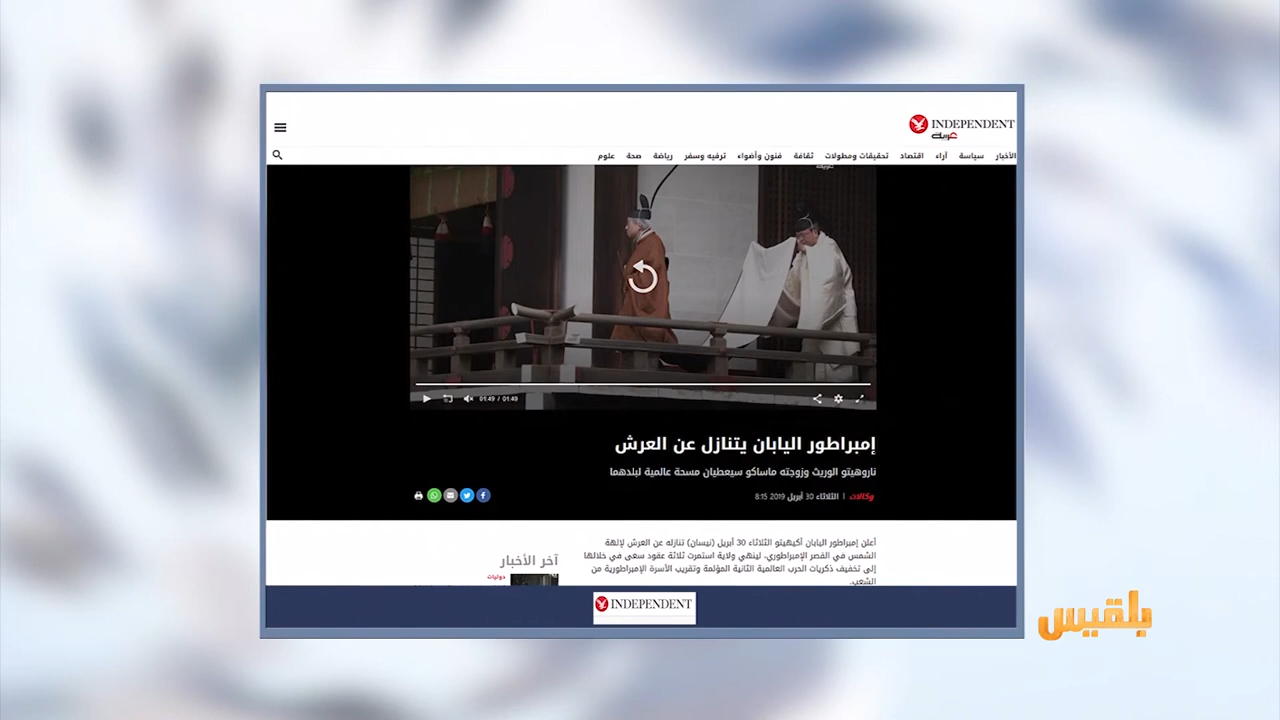 INDEPENDENT
عربية
الأخبار سياسة آراء اقتصاد تحقيقات ومطولات ثقافة فنون وأضواء ترفيه وسفر رياضة صحة علوم
01:49 / 01:49
إمبراطور اليابان يتنازل عن العرش
ناروهيتو الوريث وزوجته ماساكو سيعطيان مسحة عالمية لبلدهما
وكالات | الثلاثاء 30 أبريل 2019 8:15
أعلن إمبراطور اليابان أكيهيتو الثلاثاء 30 أبريل (نيسان) تنازله عن العرش لإلهة
الشمس في القصر الإمبراطوري، لينهي ولاية استمرت ثلاثة عقود سعى في خلالها
إلى تخفيف ذكريات الحرب العالمية الثانية المؤلمة وتقريب الأسرة الإمبراطورية من
الشعب.
آخر الأخبار
دوليات
INDEPENDENT
بلقيس